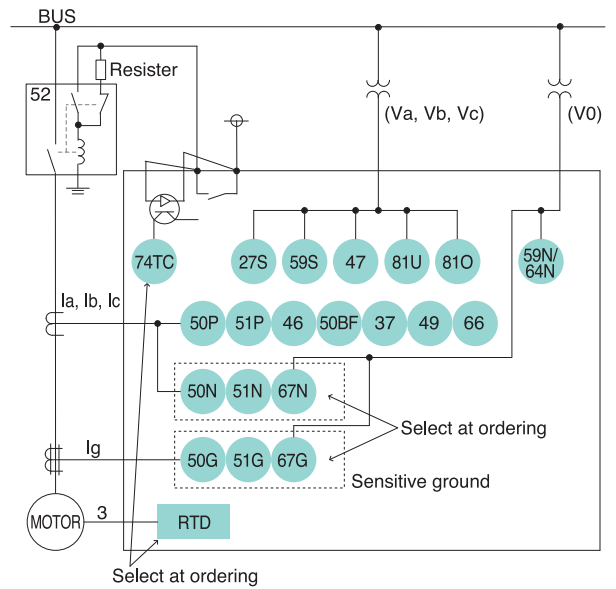 BUS
Resister
52
(Va, Vb, Vc)
(V0)
74TC
27S
59S
47
81U
81O
59N/
64N
Ia, Ib, Ic
50P
51P
46
50BF
37
49
66
50N
51N
67N
Select at ordering
Ig
50G
51G
67G
Sensitive ground
MOTOR
3
RTD
Select at ordering